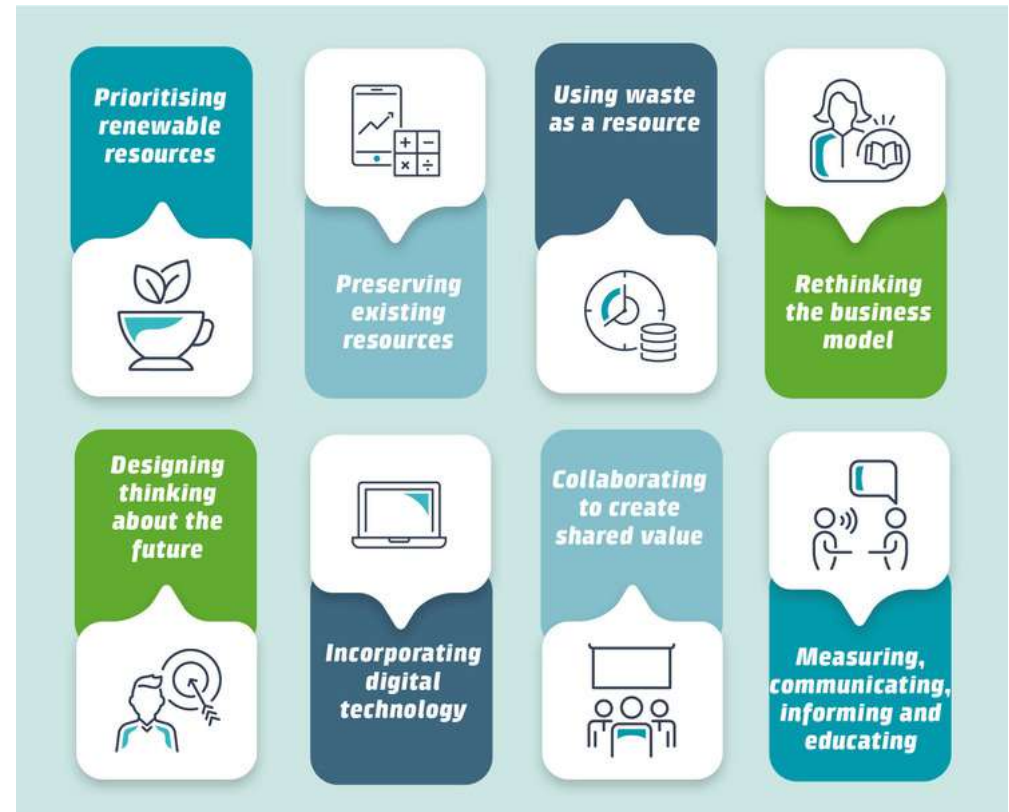 Prioritising
renewable
resources
Preserving
existing
resources
Using waste
as a resource
Rethinking
the business
model
Designing
thinking
about the
future
Incorporating
digital
technology
Collaborating
to create
shared value
Measuring,
communicating,
informing and
educating